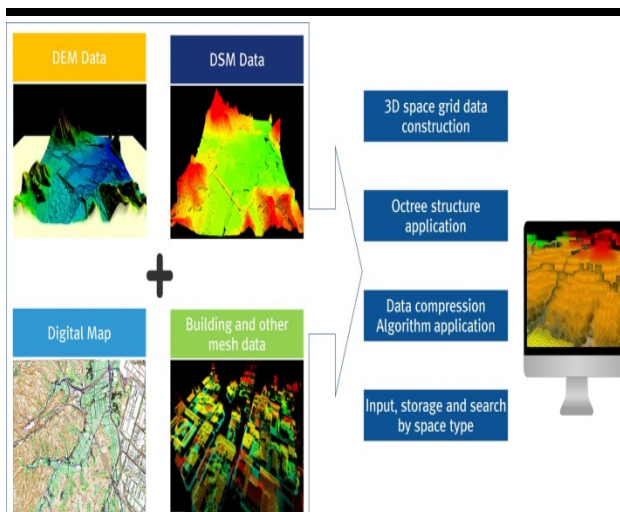 DEM Data
DSM Data
Digital Map
Building and other
mesh data
3D space grid data
construction
Octree structure
application
Data compression
Algorithm application
Input, storage and search
by space type